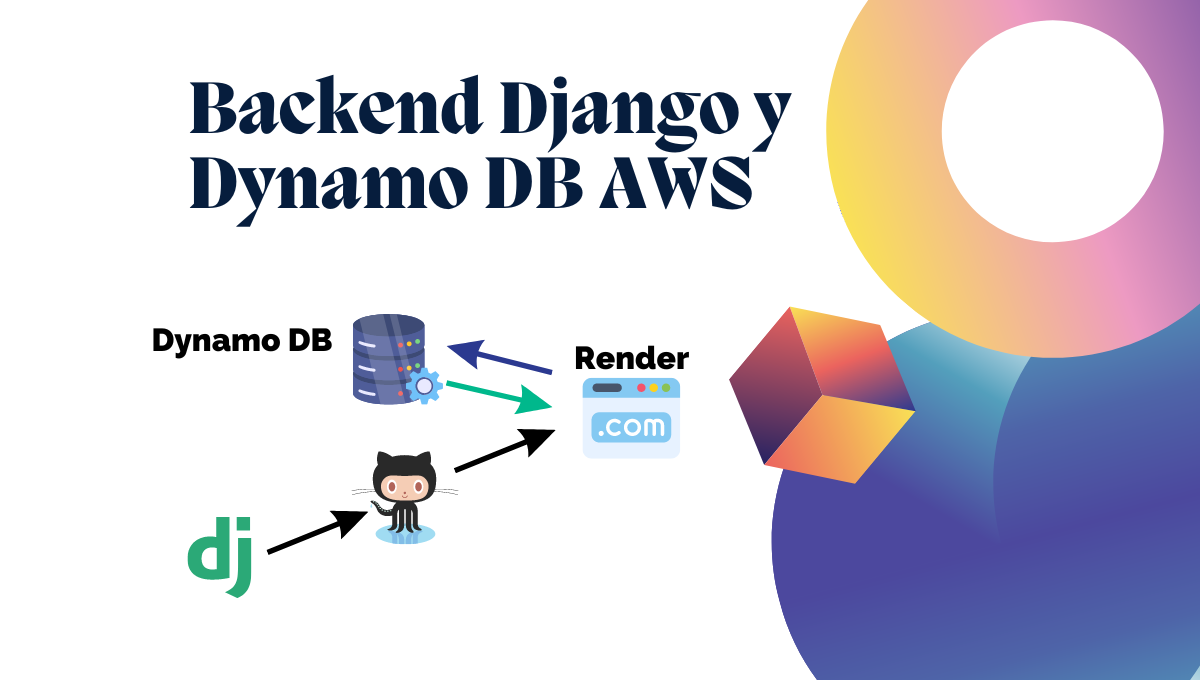 Backend Django y
Dynamo DB AWS
Dynamo DB
Render
.com
dj